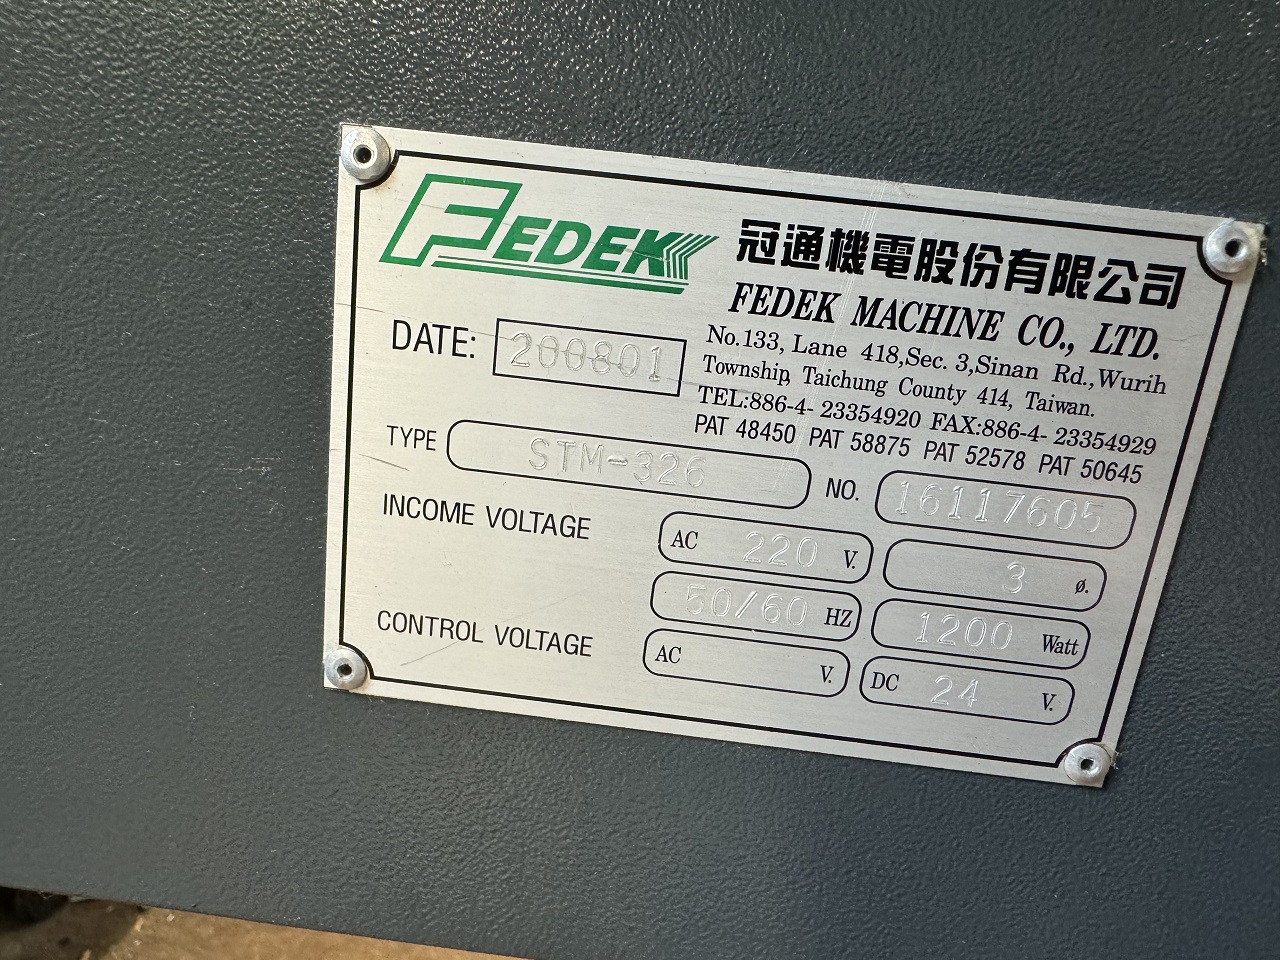 FEDEK
冠通機電股份有限公司
FEDEK MACHINE CO., LTD.
No.133, Lane 418,Sec. 3,Sinan Rd.,Wurih
Township, Taichung County 414, Taiwan.
TEL:886-4- 23354920 FAX:886-4- 23354929
PAT 48450 PAT 58875 PAT 52578 PAT 50645
DATE: 200801
TYPE STM-326 NO. 16117605
INCOME VOLTAGE AC 220 V. 3 ø.
50/60 HZ 1200 Watt
CONTROL VOLTAGE AC V. DC 24 V.